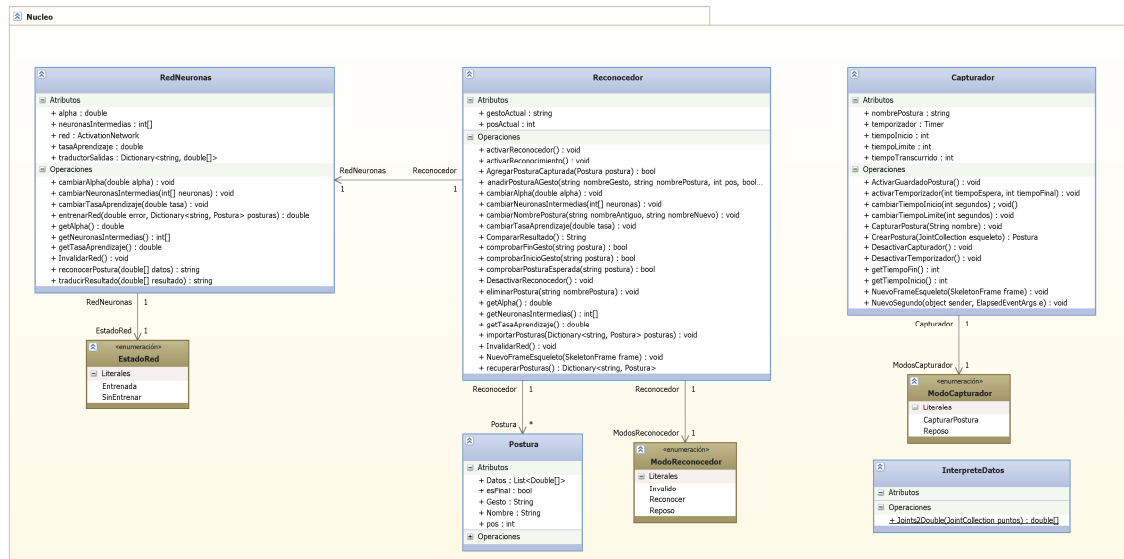 Nucleo
RedNeuronas
Atributos
+ alpha : double
+ neuronasIntermedias : int[]
+ red : ActivationNetwork
+ tasaAprendizaje : double
+ traductorSalidas : Dictionary<string, double[]>
Operaciones
+ cambiarAlpha(double alpha) : void
+ cambiarNeuronasIntermedias(int[] neuronas) : void
+ cambiarTasaAprendizaje(double tasa) : void
+ entrenarRed(double error, Dictionary<string, Postura> posturas) : double
+ getAlpha() : double
+ getNeuronasIntermedias() : int[]
+ getTasaAprendizaje() : double
+ InvalidarRed() : void
+ reconocerPostura(double[] datos) : string
+ traducirResultado(double[] resultado) : string
RedNeuronas
Reconocedor
1
1
Reconocedor
Atributos
+ gestoActual : string
+ posActual : int
Operaciones
+ activarReconocedor() : void
+ activarReconocimiento() : void
+ AgregarPosturaCapturada(Postura postura) : bool
+ anadirPosturaAGesto(string nombreGesto, string nombrePostura, int pos, bool...
+ cambiarAlpha(double alpha) : void
+ cambiarNeuronasIntermedias(int[] neuronas) : void
+ cambiarNombrePostura(string nombreAntiguo, string nombreNuevo) : void
+ cambiarTasaAprendizaje(double tasa) : void
+ CompararResultado() : String
+ comprobarFinGesto(string postura) : bool
+ comprobarInicioGesto(string postura) : bool
+ comprobarPosturaEsperada(string postura) : bool
+ DesactivarReconocedor() : void
+ eliminarPostura(string nombrePostura) : void
+ getAlpha() : double
+ getNeuronasIntermedias() : int[]
+ getTasaAprendizaje() : double
+ importarPosturas(Dictionary<string, Postura> posturas) : void
+ InvalidarRed() : void
+ NuevoFrameEsqueleto(SkeletonFrame frame) : void
+ recuperarPosturas() : Dictionary<string, Postura>
Capturador
Atributos
+ nombrePostura : string
+ temporizador : Timer
+ tiempoInicio : int
+ tiempoLimite : int
+ tiempoTranscurrido : int
Operaciones
+ ActivarGuardadoPostura() : void
+ activarTemporizador(int tiempoEspera, int tiempoFinal) : void
+ cambiarTiempoInicio(int segundos) ; void()
+ cambiarTiempoLimite(int segundos) : void
+ CapturarPostura(String nombre) : void
+ CrearPostura(JointCollection esqueleto) : Postura
+ DesactivarCapturador() : void
+ DesactivarTemporizador() : void
+ getTiempoFin() : int
+ getTiempoInicio() : int
+ NuevoFrameEsqueleto(SkeletonFrame frame) : void
+ NuevoSegundo(object sender, ElapsedEventArgs e) : void
RedNeuronas 1
EstadoRed 1
«enumeración»
EstadoRed
Literales
Entrenada
SinEntrenar
Reconocedor 1
Postura *
Postura
Atributos
+ Datos : List<Double[]>
+ esFinal : bool
+ Gesto : String
+ Nombre : String
+ pos : int
Operaciones
Reconocedor 1
ModosReconocedor 1
«enumeración»
ModoReconocedor
Literales
Invalido
Reconocer
Reposo
Capturador 1
ModosCapturador 1
«enumeración»
ModoCapturador
Literales
CapturarPostura
Reposo
InterpreteDatos
Atributos
Operaciones
+ Joints2Double(JointCollection puntos) : double[]